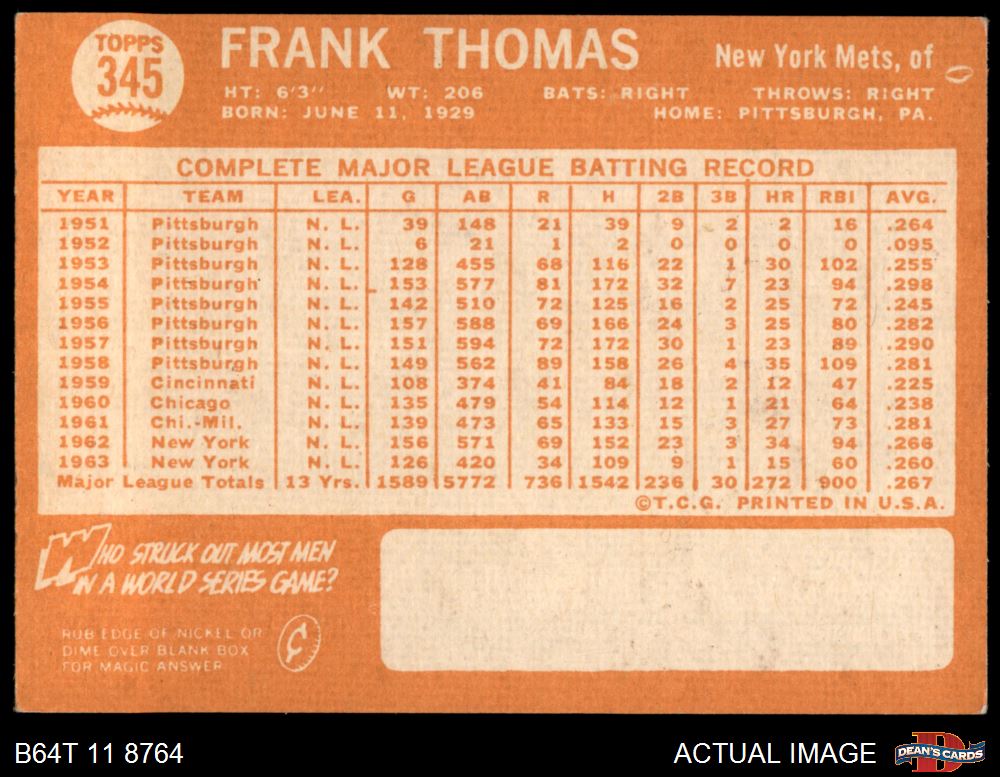 TOPPS
345
FRANK THOMAS
New York Mets, of
HT: 6'3" WT: 206 BATS: RIGHT THROWS: RIGHT
BORN: JUNE 11, 1929 HOME: PITTSBURGH, PA.
COMPLETE MAJOR LEAGUE BATTING RECORD
YEAR TEAM LEA. G AB R H 2B 3B HR RBI AVG.
1951 Pittsburgh N. L. 39 148 21 39 9 2 2 16 .264
1952 Pittsburgh N. L. 6 21 1 2 0 0 0 0 .095
1953 Pittsburgh N. L. 128 455 68 116 22 1 30 102 .255
1954 Pittsburgh N. L. 153 577 81 172 32 7 23 94 .298
1955 Pittsburgh N. L. 142 510 72 125 16 2 25 72 .245
1956 Pittsburgh N. L. 157 588 69 166 24 3 25 80 .282
1957 Pittsburgh N. L. 151 594 72 172 30 1 23 89 .290
1958 Pittsburgh N. L. 149 562 89 158 26 4 35 109 .281
1959 Cincinnati N. L. 108 374 41 84 18 2 12 47 .225
1960 Chicago N. L. 135 479 54 114 12 1 21 64 .238
1961 Chi.-Mil. N. L. 139 473 65 133 15 3 27 73 .281
1962 New York N. L. 156 571 69 152 23 3 34 94 .266
1963 New York N. L. 126 420 34 109 9 1 15 60 .260
Major League Totals 13 Yrs. 1589 5772 736 1542 236 30 272 900 .267
©T.C.G. PRINTED IN U.S.A.
WHO STRUCK OUT MOST MEN
IN A WORLD SERIES GAME?
RUB EDGE OF NICKEL OR
DIME OVER BLANK BOX
FOR MAGIC ANSWER
¢
B64T 11 8764
ACTUAL IMAGE
D
DEAN'S CARDS